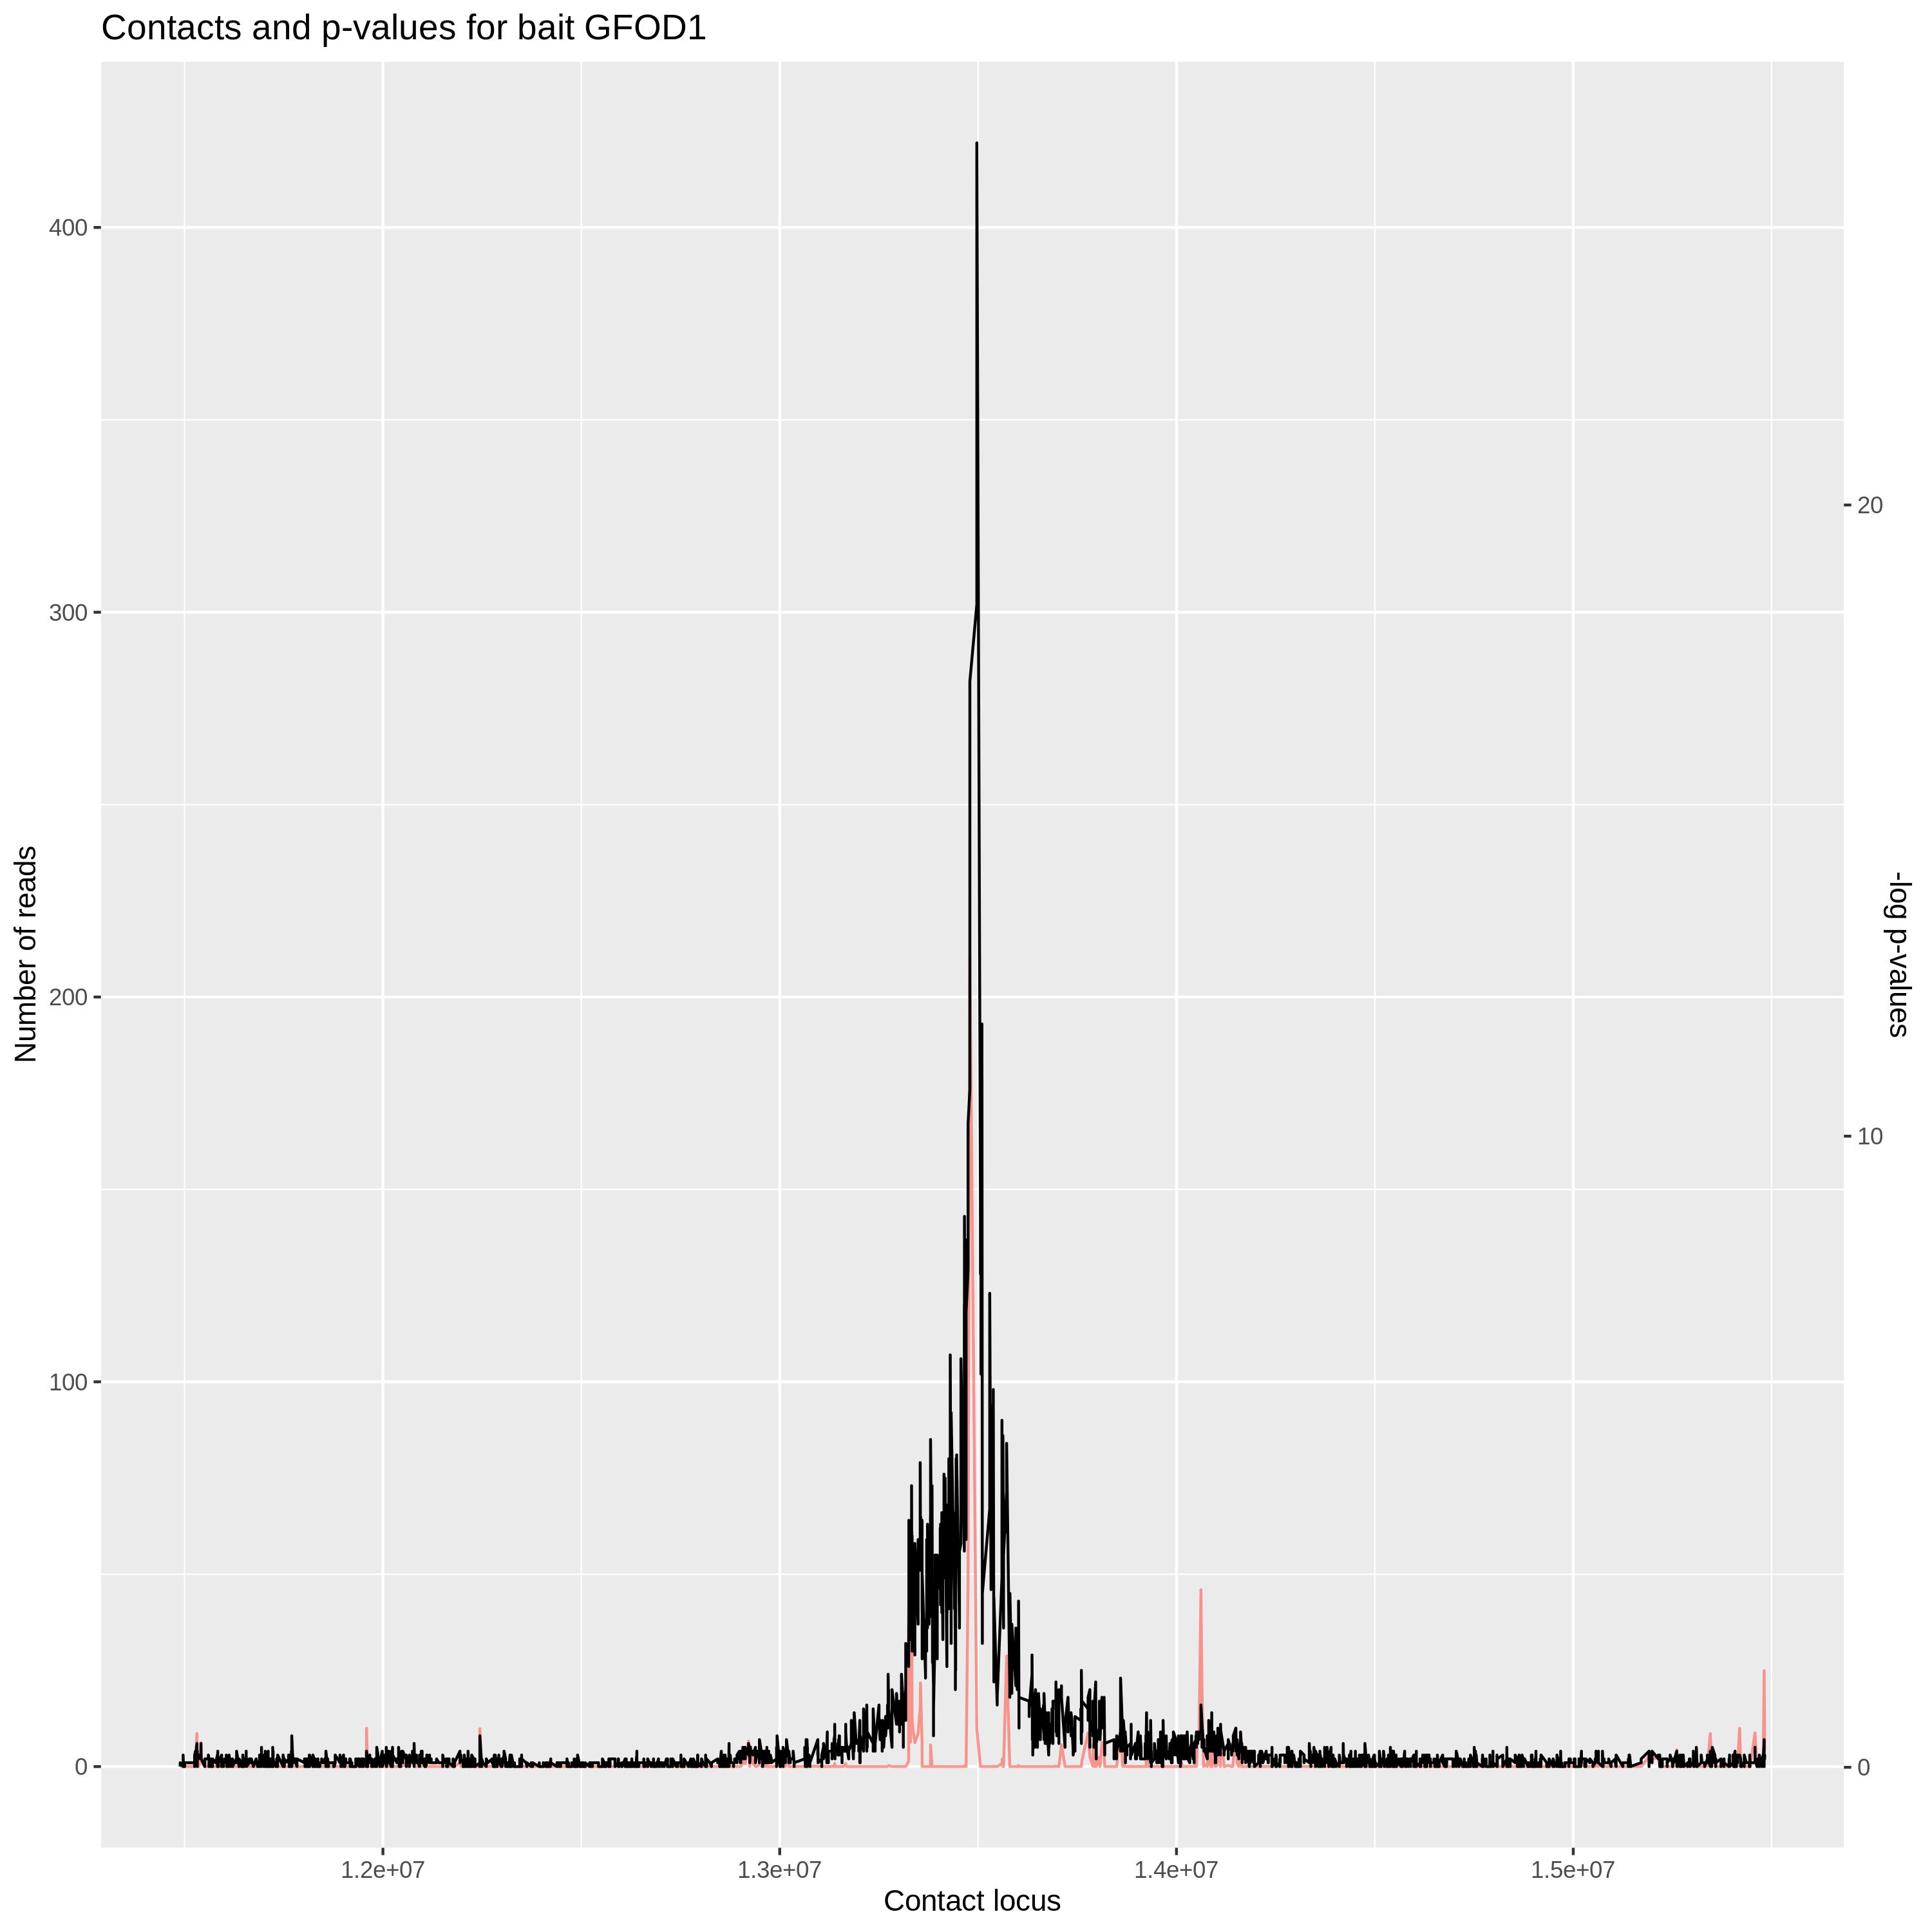 Contacts and p-values for bait GFOD1
400
300
200
100
0
Number of reads
20
10
0
-log p-values
1.2e+07
1.3e+07
1.4e+07
1.5e+07
Contact locus